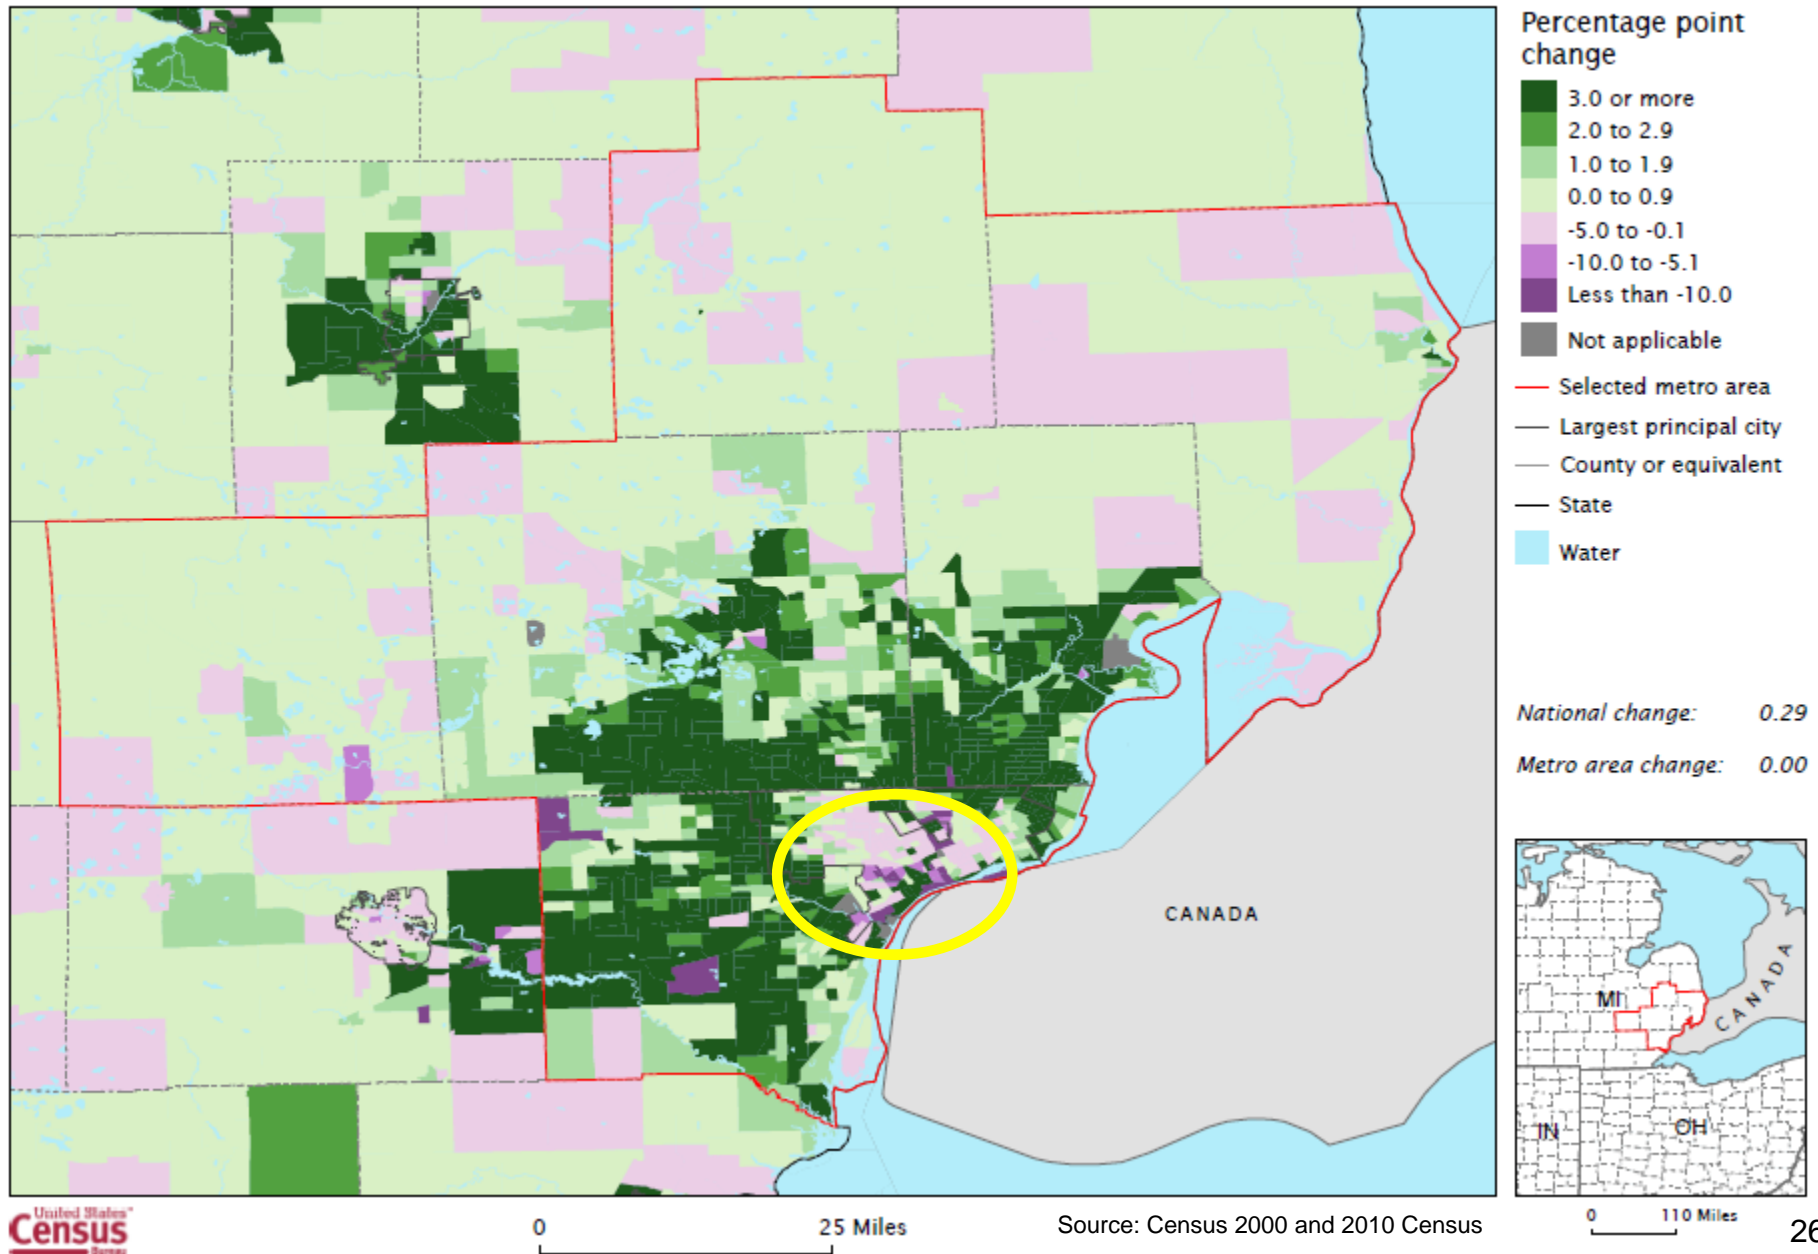 Percentage point
change
3.0 or more
2.0 to 2.9
1.0 to 1.9
0.0 to 0.9
-5.0 to -0.1
-10.0 to -5.1
Less than -10.0
Not applicable
Selected metro area
Largest principal city
County or equivalent
State
Water
National change: 0.29
Metro area change: 0.00
CANADA
MI
CANADA
IN
OH
United States™
Census
Bureau
0 25 Miles
Source: Census 2000 and 2010 Census
0 110 Miles
26